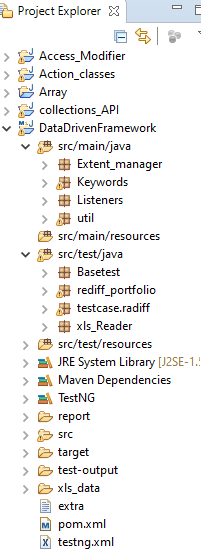 Project Explorer
Access_Modifier
Action_classes
Array
collections_API
DataDrivenFramework
src/main/java
Extent_manager
Keywords
Listeners
util
src/main/resources
src/test/java
Basetest
rediff_portfolio
testcase.radiff
xls_Reader
src/test/resources
JRE System Library [J2SE-1.5
Maven Dependencies
TestNG
report
src
target
test-output
xls_data
extra
pom.xml
testng.xml